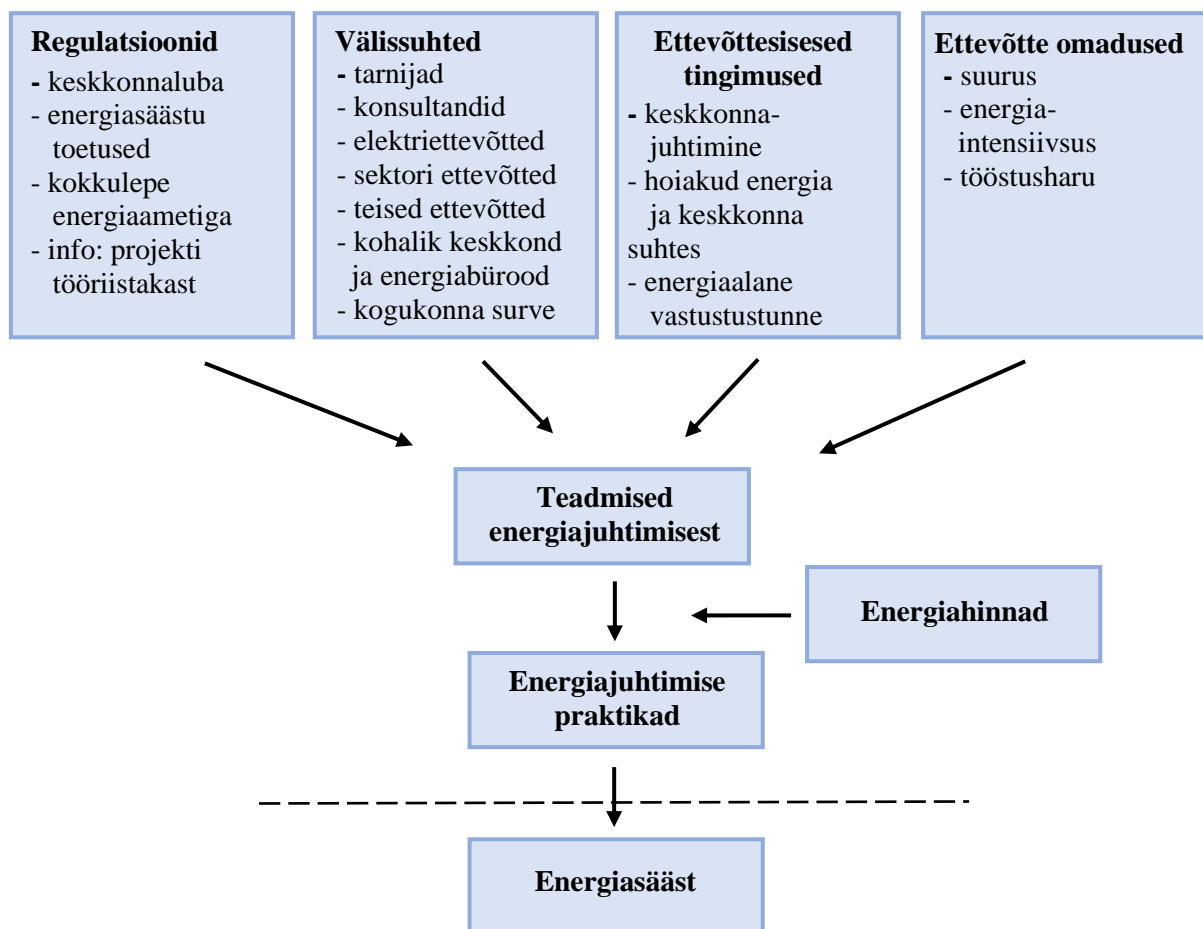 Regulatsioonid
- keskkonnaluba
- energiasäästu
toetused
- kokkulepe
energiaametiga
- info: projekti
tööriistakast
Välissuhted
- tarnijad
- konsultandid
- elektriettevõtted
- sektori ettevõtted
- teised ettevõtted
- kohalik keskkond
ja energiabürood
- kogukonna surve
Ettevõttesisesed
tingimused
- keskkonna-
juhtimine
- hoiakud energia
ja keskkonna
suhtes
- energiaalane
vastustustunne
Ettevõtte omadused
- suurus
- energia-
intensiivsus
- tööstusharu
Teadmised
energiajuhtimisest
Energiahinnad
Energiajuhtimise
praktikad
Energiasääst